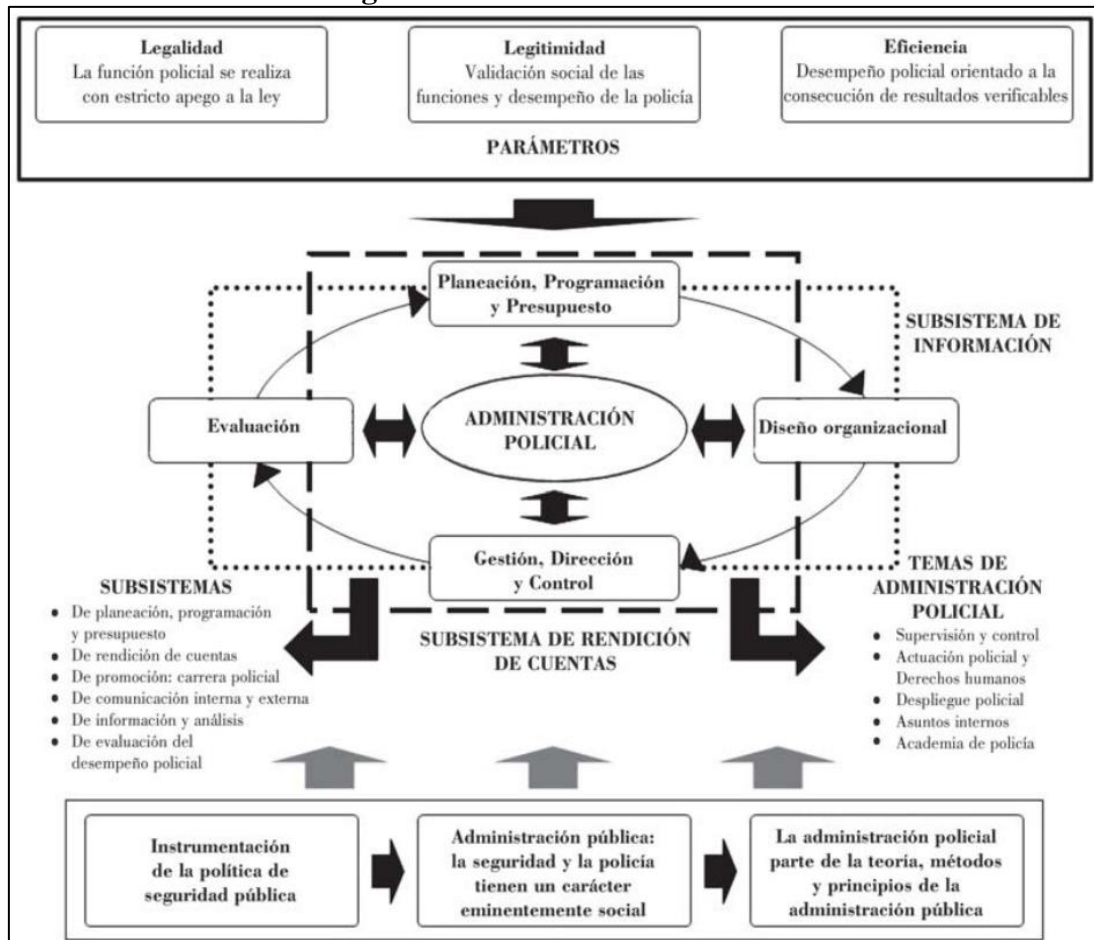 Legalidad
La función policial se realiza
con estricto apego a la ley
Legitimidad
Validación social de las
funciones y desempeño de la policía
Eficiencia
Desempeño policial orientado a la
consecución de resultados verificables
PARÁMETROS
Planeación, Programación
y Presupuesto
SUBSISTEMA DE
INFORMACIÓN
Evaluación
ADMINISTRACIÓN
POLICIAL
Diseño organizacional
Gestión, Dirección
y Control
SUBSISTEMAS
● De planeación, programación
y presupuesto
● De rendición de cuentas
● De promoción: carrera policial
● De comunicación interna y externa
● De información y análisis
● De evaluación del
desempeño policial
SUBSISTEMA DE RENDICIÓN
DE CUENTAS
TEMAS DE
ADMINISTRACIÓN
POLICIAL
● Supervisión y control
● Actuación policial y
Derechos humanos
● Despliegue policial
● Asuntos internos
● Academia de policía
Instrumentación
de la política de
seguridad pública
Administración pública:
la seguridad y la policía
tienen un carácter
eminentemente social
La administración policial
parte de la teoría, métodos
y principios de la
administración pública